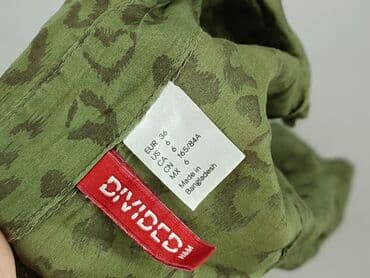 EUR 36
US 6
CA 6
CN 165/84A
MX 6
Made in
Bangladesh
DIVIDED
H&M